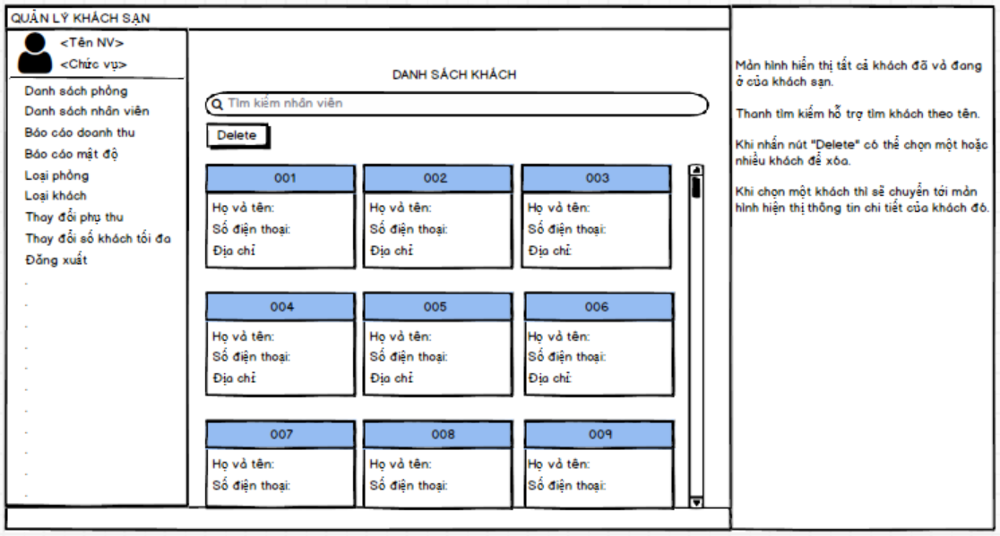 QUẢN LÝ KHÁCH SẠN
<Tên NV>
<Chức vụ>
Danh sách phòng
Danh sách nhân viên
Báo cáo doanh thu
Báo cáo mật độ
Loại phòng
Loại khách
Thay đổi phụ thu
Thay đổi số khách tối đa
Đăng xuất
DANH SÁCH KHÁCH
Tìm kiếm nhân viên
Delete
001
Họ và tên:
Số điện thoại:
Địa chỉ
002
Họ và tên:
Số điện thoại:
Địa chỉ
003
Họ và tên:
Số điện thoại:
Địa chỉ:
004
Họ và tên:
Số điện thoại:
Địa chỉ
005
Họ và tên:
Số điện thoại:
Địa chỉ
006
Họ và tên:
Số điện thoại:
Địa chỉ:
007
Họ và tên:
Số điện thoại:
008
Họ và tên:
Số điện thoại:
009
Họ và tên:
Số điện thoại:
Màn hình hiển thị tất cả khách đã và đang
ở của khách sạn.
Thanh tìm kiếm hỗ trợ tìm khách theo tên.
Khi nhấn nút "Delete" có thể chọn một hoặc
nhiều khách để xóa.
Khi chọn một khách thì sẽ chuyển tới màn
hình hiện thị thông tin chi tiết của khách đó.